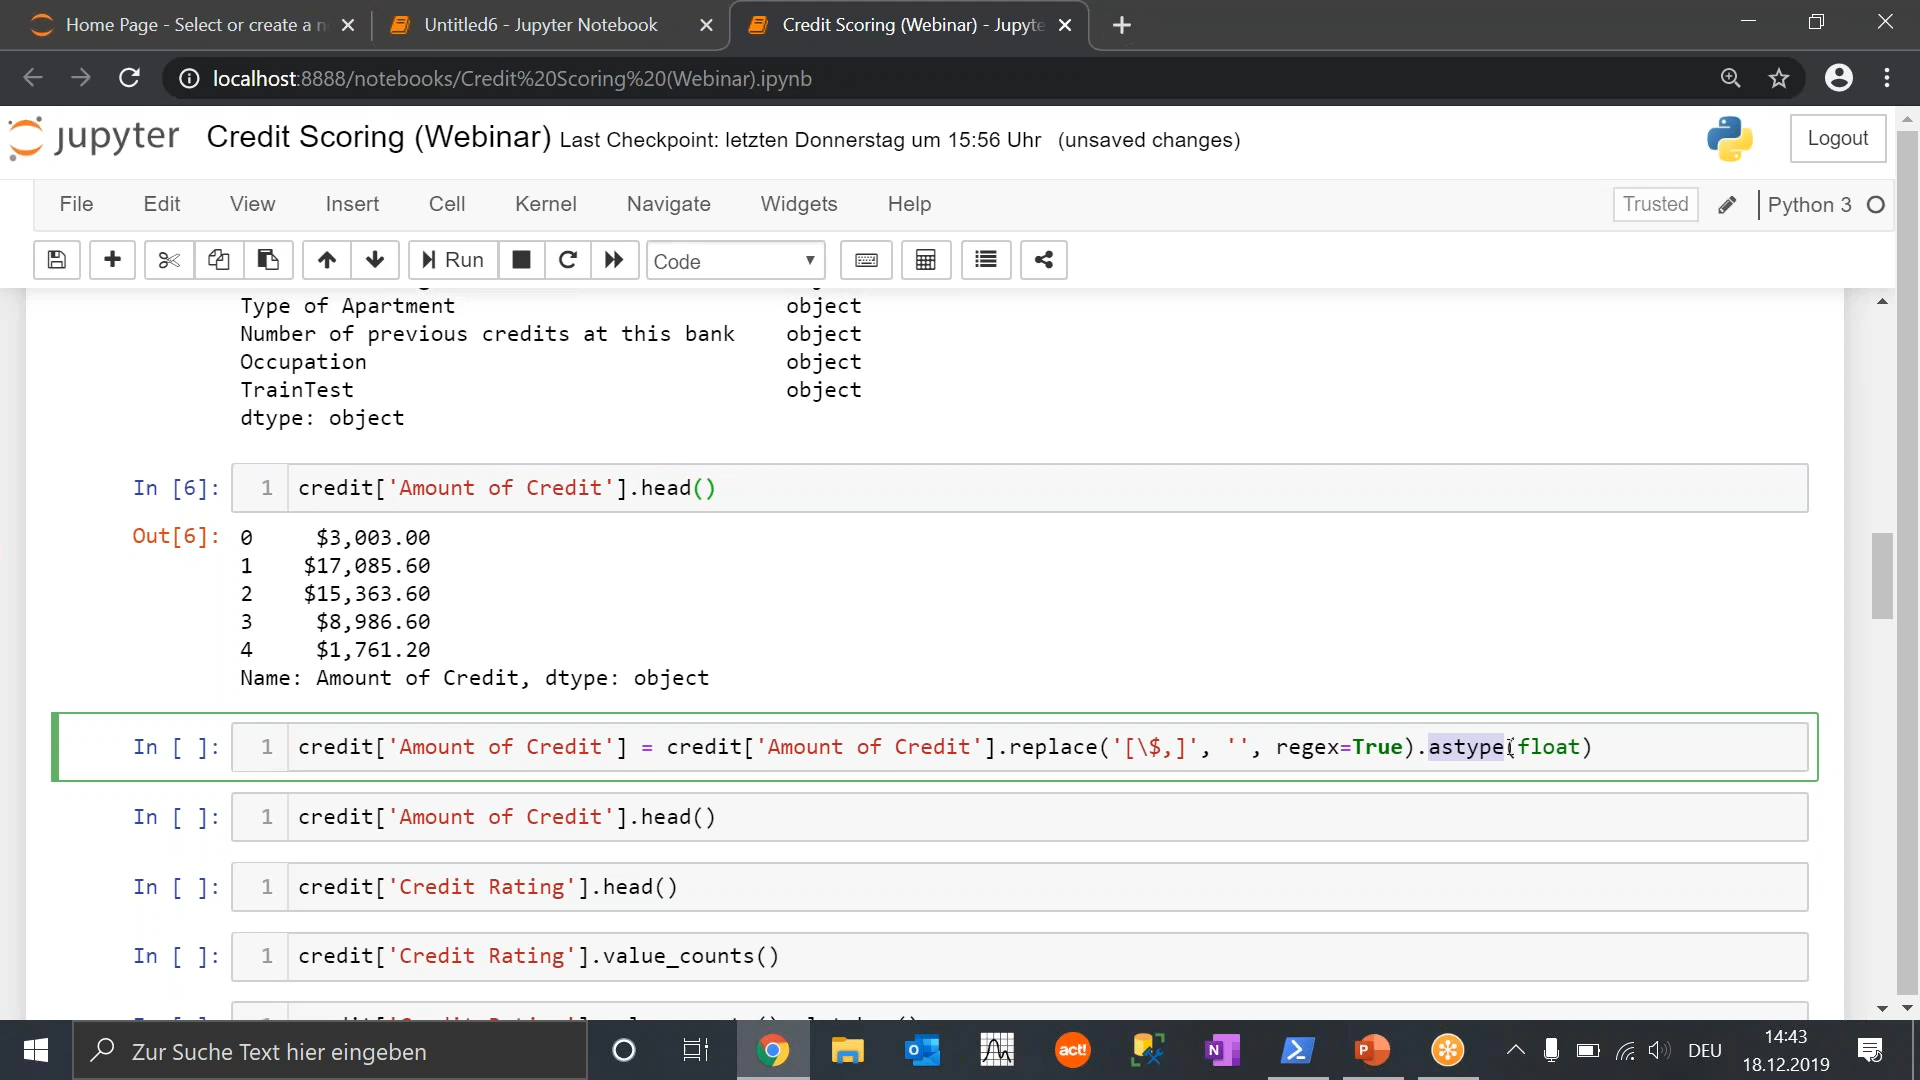 Home Page - Select or create a n
Untitled6 - Jupyter Notebook
Credit Scoring (Webinar) - Jupyte
localhost:8888/notebooks/Credit%20Scoring%20(Webinar).ipynb
jupyter Credit Scoring (Webinar) Last Checkpoint: letzten Donnerstag um 15:56 Uhr (unsaved changes)
Logout
File Edit View Insert Cell Kernel Navigate Widgets Help
Trusted
Python 3
Run
Code
Type of Apartment object
Number of previous credits at this bank object
Occupation object
TrainTest object
dtype: object
In [6]: 1 credit['Amount of Credit'].head()
Out[6]: 0 $3,003.00
1 $17,085.60
2 $15,363.60
3 $8,986.60
4 $1,761.20
Name: Amount of Credit, dtype: object
In [ ]: 1 credit['Amount of Credit'] = credit['Amount of Credit'].replace('[\$,]', '', regex=True).astype(float)
In [ ]: 1 credit['Amount of Credit'].head()
In [ ]: 1 credit['Credit Rating'].head()
In [ ]: 1 credit['Credit Rating'].value_counts()
Zur Suche Text hier eingeben
act!
DEU
14:43
18.12.2019